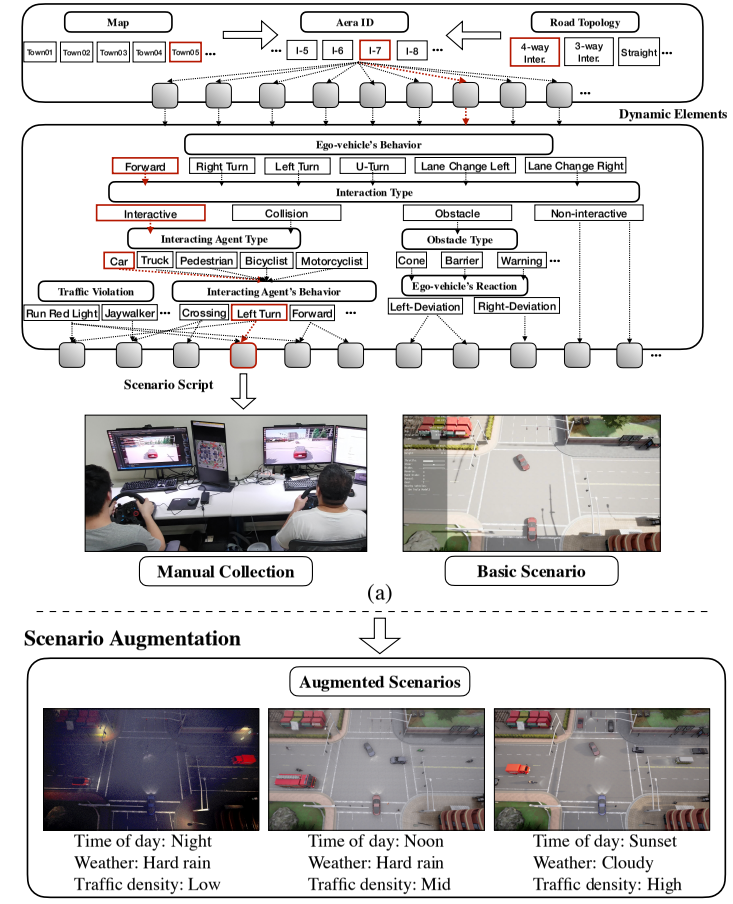 Map
Aera ID
Road Topology
Town01 Town02 Town03 Town04 Town05 ...
... I-5 I-6 I-7 I-8 ...
4-way Inter. 3-way Inter. Straight ...
...
Dynamic Elements
Ego-vehicle's Behavior
Forward Right Turn Left Turn U-Turn Lane Change Left Lane Change Right
Interaction Type
Interactive Collision Obstacle Non-interactive
Interacting Agent Type Obstacle Type
Car Truck Pedestrian Bicyclist Motorcyclist Cone Barrier Warning ...
Traffic Violation Interacting Agent's Behavior Ego-vehicle's Reaction
Run Red Light Jaywalker ... Crossing Left Turn Forward ... Left-Deviation Right-Deviation
...
Scenario Script
Manual Collection Basic Scenario
(a)
Scenario Augmentation
Augmented Scenarios
Time of day: Night
Weather: Hard rain
Traffic density: Low
Time of day: Noon
Weather: Hard rain
Traffic density: Mid
Time of day: Sunset
Weather: Cloudy
Traffic density: High